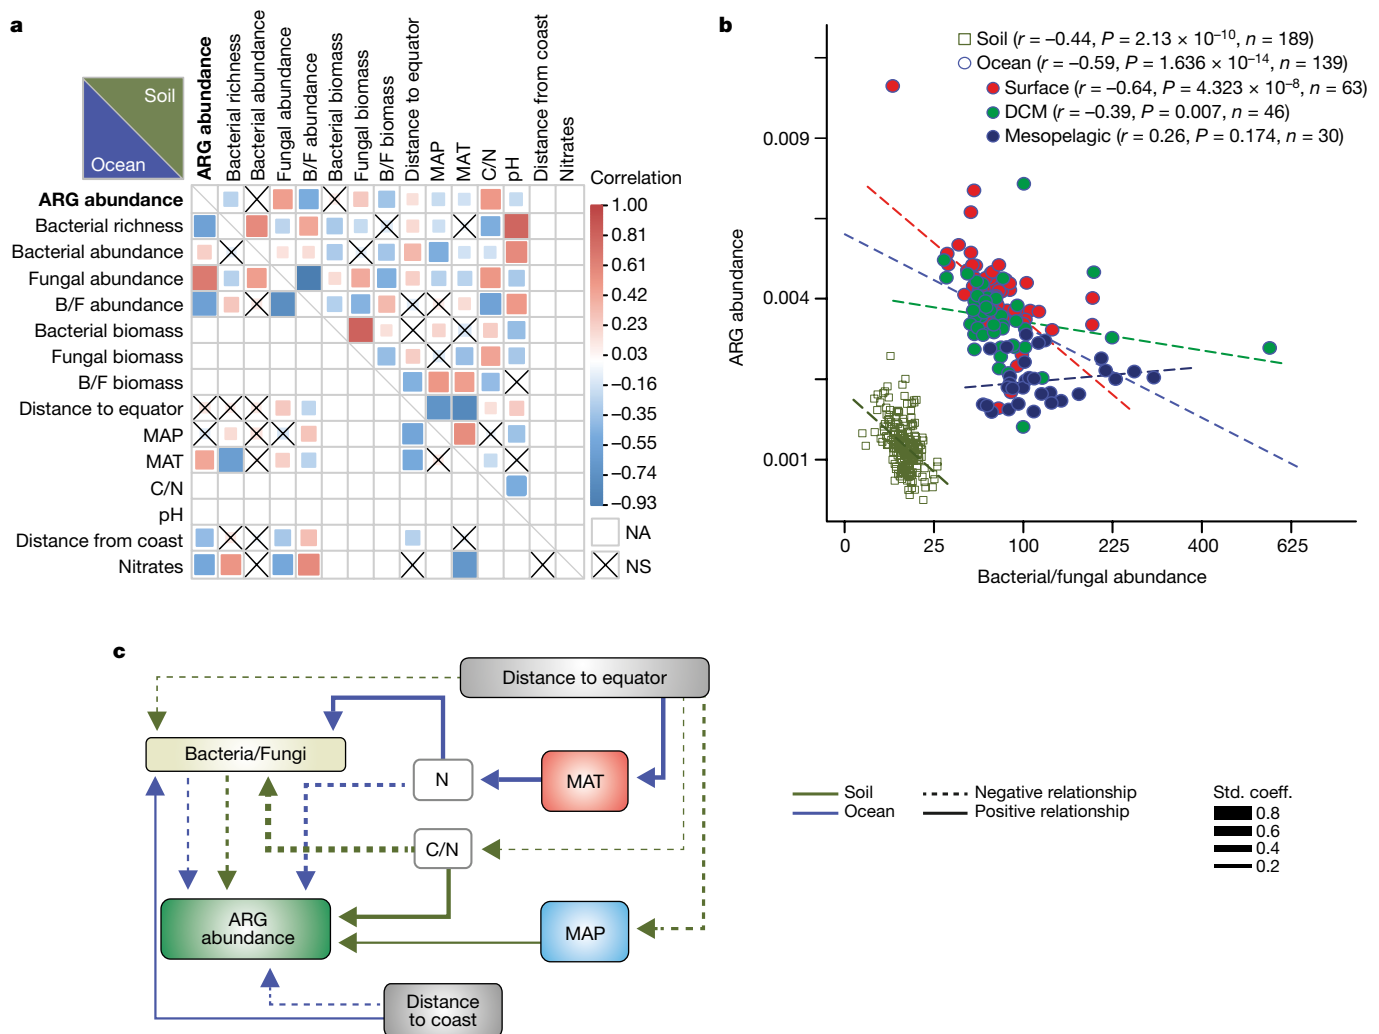 a
Soil
Ocean
ARG abundance
Bacterial richness
Bacterial abundance
Fungal abundance
B/F abundance
Bacterial biomass
Fungal biomass
B/F biomass
Distance to equator
MAP
MAT
C/N
pH
Distance from coast
Nitrates
ARG abundance
Bacterial richness
Bacterial abundance
Fungal abundance
B/F abundance
Bacterial biomass
Fungal biomass
B/F biomass
Distance to equator
MAP
MAT
C/N
pH
Distance from coast
Nitrates
Correlation
1.00
0.81
0.61
0.42
0.23
0.03
–0.16
–0.35
–0.55
–0.74
–0.93
NA
NS
b
Soil (r = –0.44, P = 2.13 × 10⁻¹⁰, n = 189)
Ocean (r = –0.59, P = 1.636 × 10⁻¹⁴, n = 139)
Surface (r = –0.64, P = 4.323 × 10⁻⁸, n = 63)
DCM (r = –0.39, P = 0.007, n = 46)
Mesopelagic (r = 0.26, P = 0.174, n = 30)
ARG abundance
0.009
0.004
0.001
0
25
100
225
400
625
Bacterial/fungal abundance
c
Distance to equator
Bacteria/Fungi
N
MAT
C/N
ARG
abundance
MAP
Distance
to coast
Soil
Ocean
Negative relationship
Positive relationship
Std. coeff.
0.8
0.6
0.4
0.2